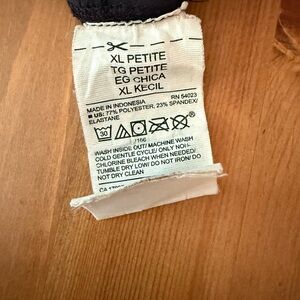 XL PETITE
TG PETITE
EG CHICA
XL KECIL
MADE IN INDONESIA RN 54023
US: 77% POLYESTER, 23% SPANDEX/
ELASTANE
30
/166
WASH INSIDE OUT/ MACHINE WASH
COLD GENTLE CYCLE/ ONLY NON-
CHLORINE BLEACH WHEN NEEDED/
TUMBLE DRY LOW/ DO NOT IRON/ DO
NOT DRY CLEAN
CA